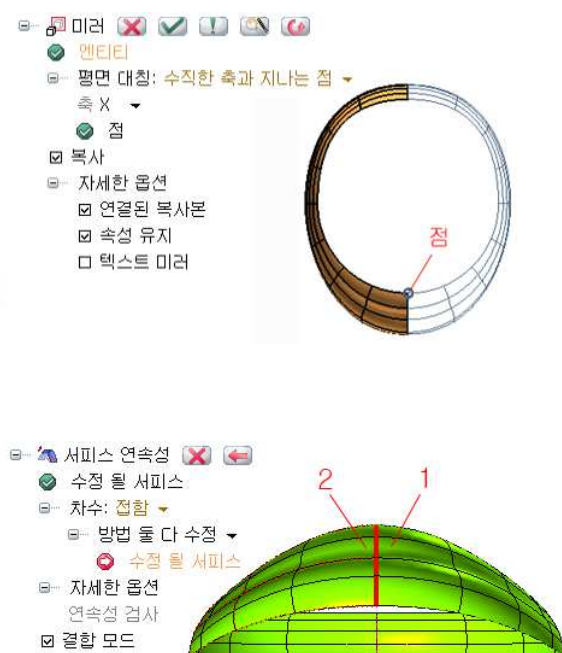 미러
엔티티
평면 대칭: 수직한 축과 지나는 점
축 X
점
복사
자세한 옵션
연결된 복사본
속성 유지
텍스트 미러
점
서피스 연속성
수정 될 서피스
차수: 접함
방법 둘 다 수정
수정 될 서피스
자세한 옵션
연속성 검사
결합 모드
2
1